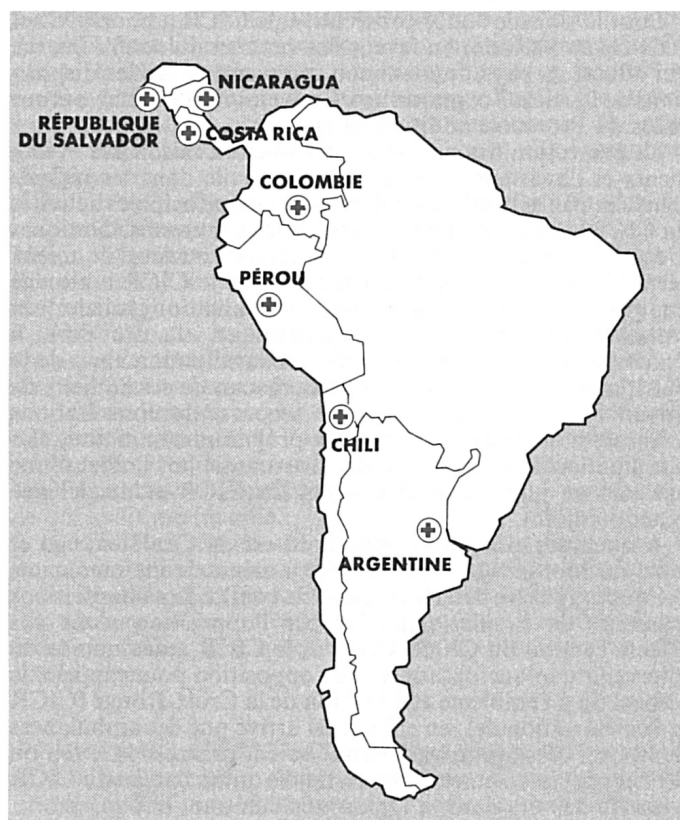 NICARAGUA
RÉPUBLIQUE
DU SALVADOR
COSTA RICA
COLOMBIE
PÉROU
CHILI
ARGENTINE